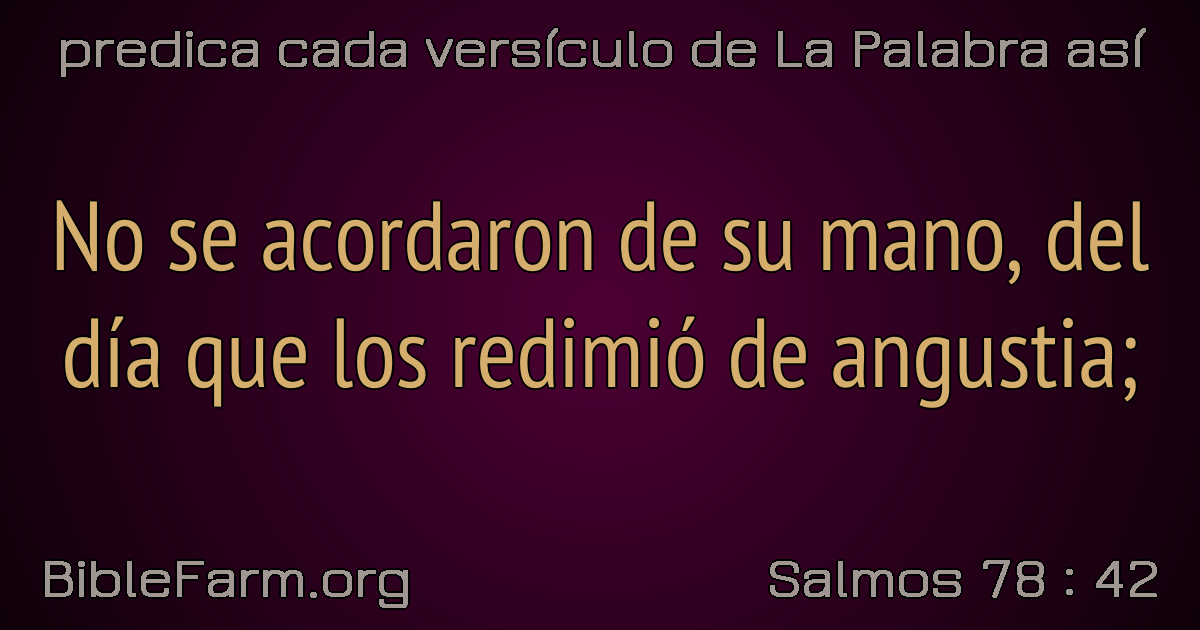 predica cada versículo de La Palabra así
No se acordaron de su mano, del
día que los redimió de angustia;
BibleFarm.org
Salmos 78 : 42